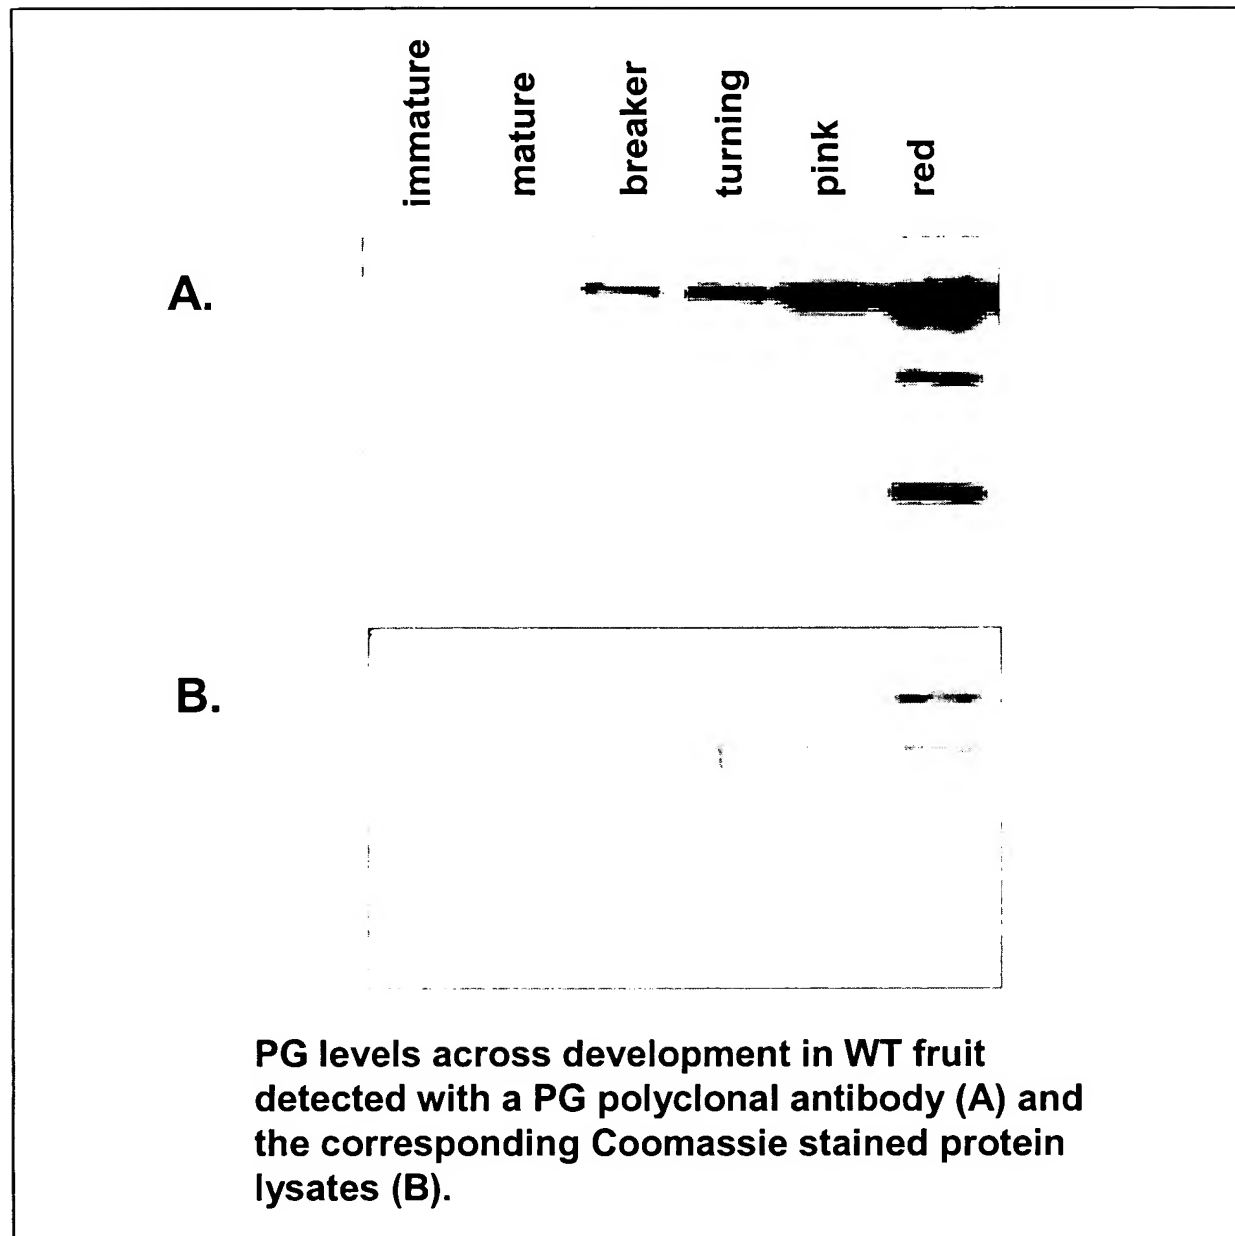 immature
mature
breaker
turning
pink
red
A.
B.
PG levels across development in WT fruit
detected with a PG polyclonal antibody (A) and
the corresponding Coomassie stained protein
lysates (B).